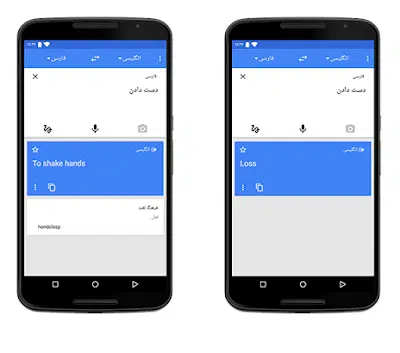 انگلیسی فارسی
فارسی
دست دادن
انگلیسی
To shake hands
فرهنگ لغت
فعل
handclasp
انگلیسی فارسی
فارسی
دست دادن
انگلیسی
Loss